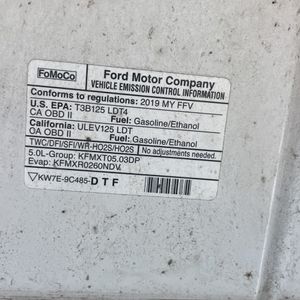 FoMoCo
Ford Motor Company
VEHICLE EMISSION CONTROL INFORMATION
Conforms to regulations: 2019 MY FFV
U.S. EPA: T3B125 LDT4
CA OBD II Fuel: Gasoline/Ethanol
California: ULEV125 LDT
OA OBD II Fuel: Gasoline/Ethanol
TWC/DFI/SFI/WR-HO2S/HO2S No adjustments needed.
5.0L-Group: KFMXT05.03DP
Evap: KFMXR0260NDV
KW7E-9C485-DTF